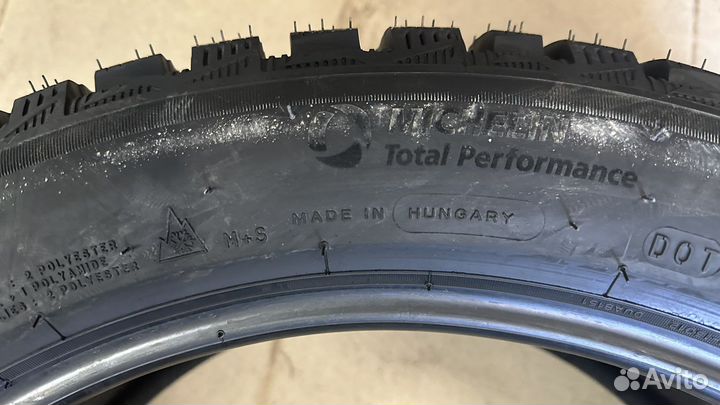 MICHELIN
Total Performance
MADE IN HUNGARY
M+S
DOT
2 POLYESTER
1 POLYAMIDE
2 POLYESTER
Avito